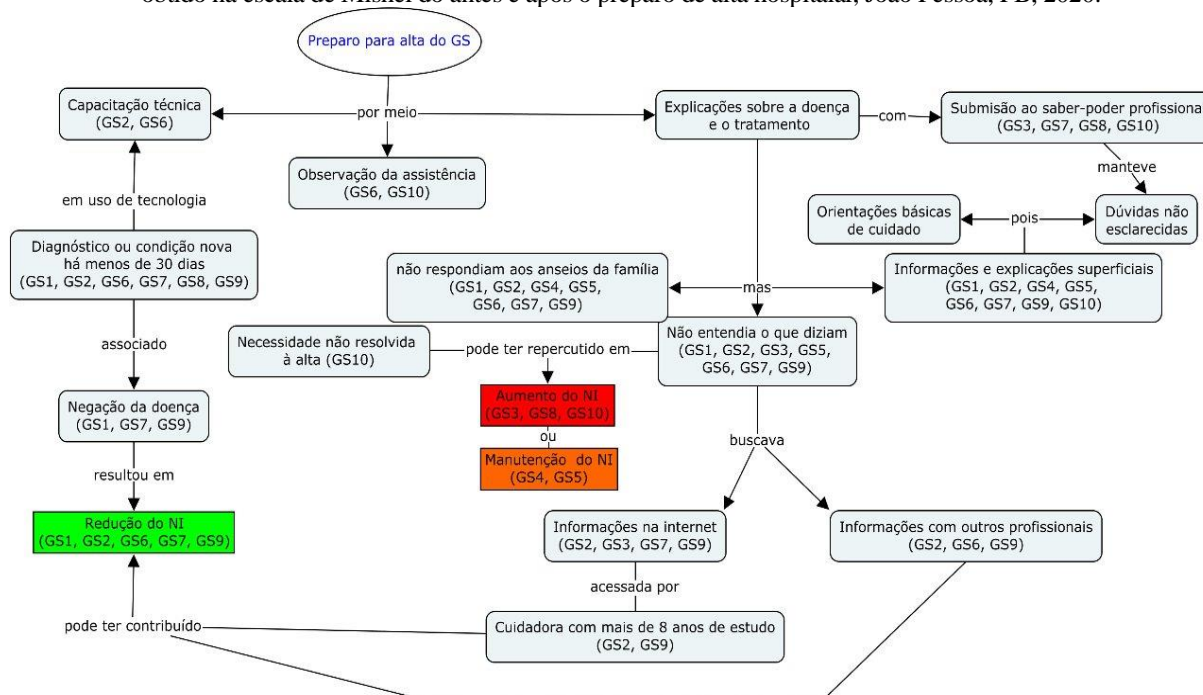 obtido na escala de Mishel do antes e após o preparo de alta hospitalar, João Pessoa, PB, 2020.
Preparo para alta do GS
Capacitação técnica
(GS2, GS6)
por meio
Explicações sobre a doença
e o tratamento
com
Submisão ao saber-poder profissional
(GS3, GS7, GS8, GS10)
Observação da assistência
(GS6, GS10)
manteve
em uso de tecnologia
Orientações básicas
de cuidado
pois
Dúvidas não
esclarecidas
Diagnóstico ou condição nova
há menos de 30 dias
(GS1, GS2, GS6, GS7, GS8, GS9)
não respondiam aos anseios da família
(GS1, GS2, GS4, GS5,
GS6, GS7, GS9)
mas
Informações e explicações superficiais
(GS1, GS2, GS4, GS5,
GS6, GS7, GS9, GS10)
associado
Necessidade não resolvida
à alta (GS10)
pode ter repercutido em
Não entendia o que diziam
(GS1, GS2, GS3, GS5,
GS6, GS7, GS9)
Negação da doença
(GS1, GS7, GS9)
Aumento do NI
(GS3, GS8, GS10)
ou
Manutenção do NI
(GS4, GS5)
buscava
resultou em
Redução do NI
(GS1, GS2, GS6, GS7, GS9)
Informações na internet
(GS2, GS3, GS7, GS9)
Informações com outros profissionais
(GS2, GS6, GS9)
acessada por
pode ter contribuído
Cuidadora com mais de 8 anos de estudo
(GS2, GS9)